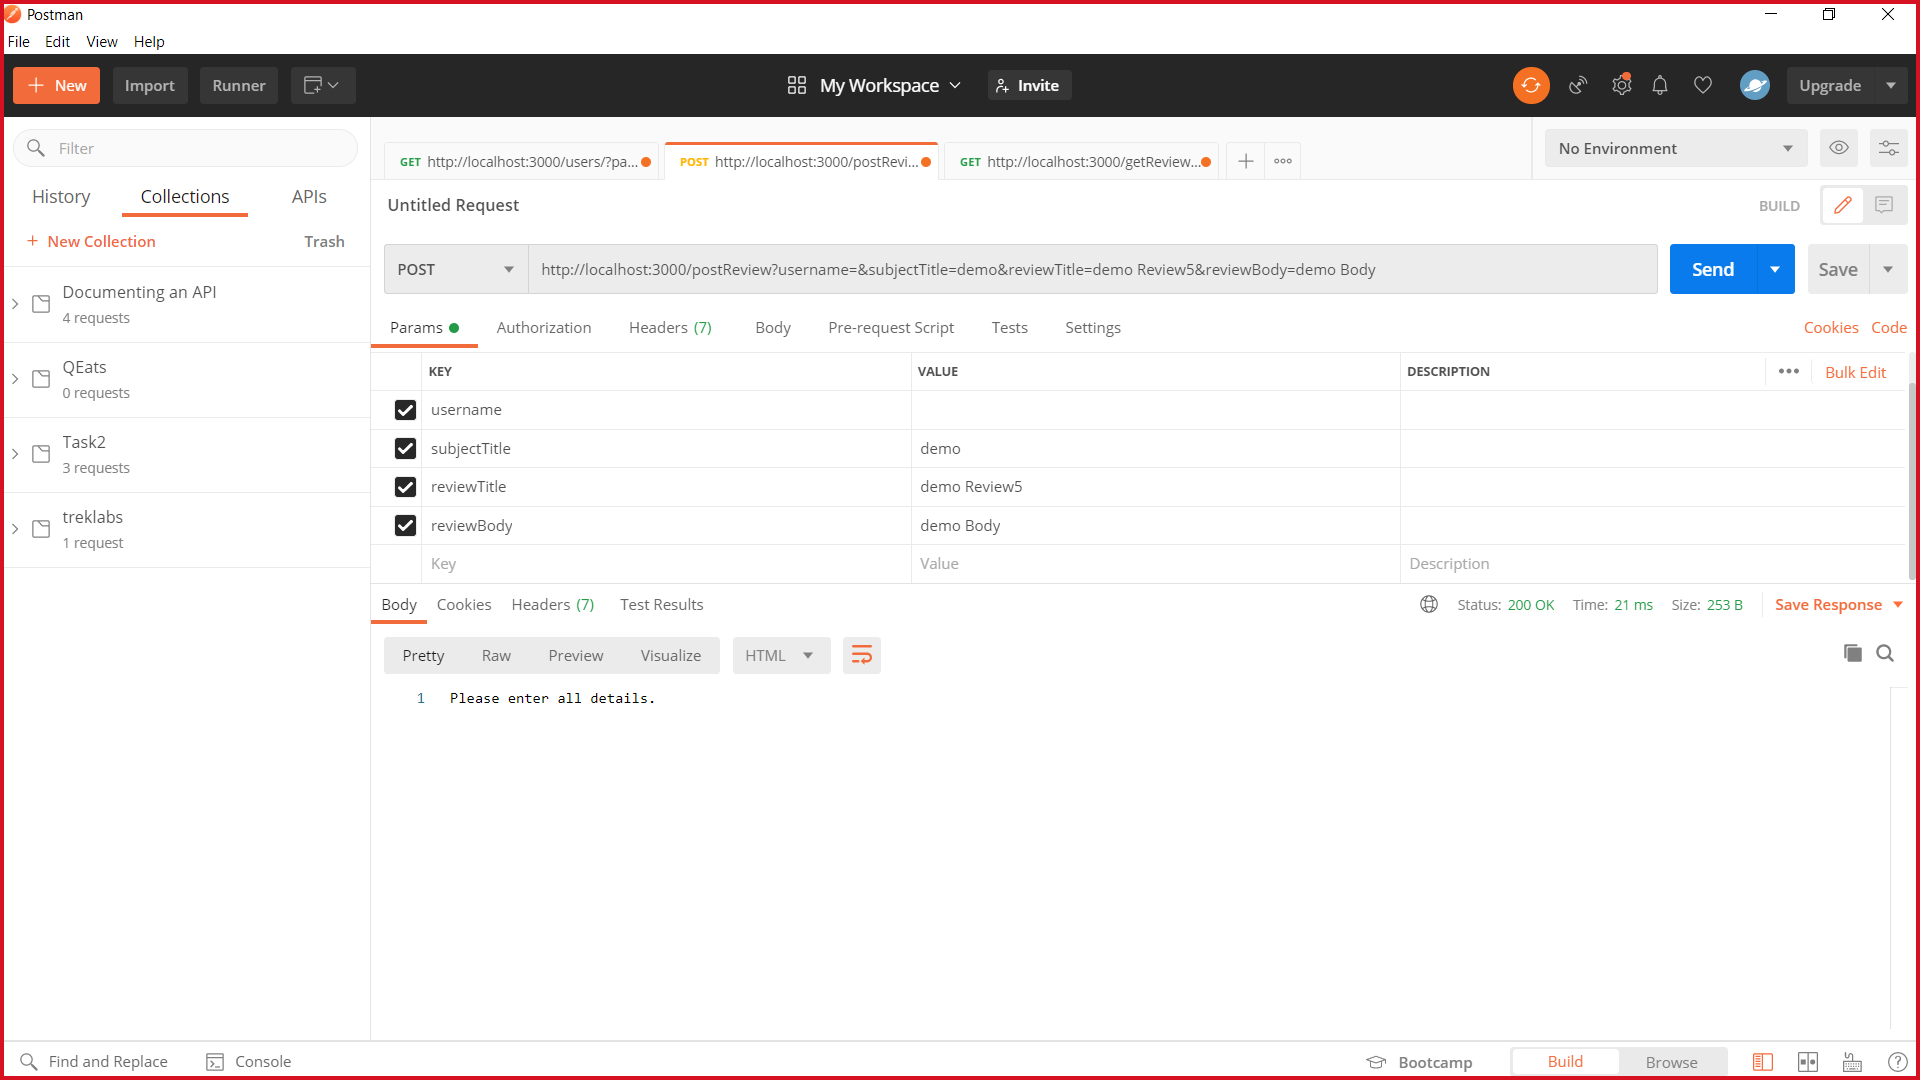 Postman
File Edit View Help
New Import Runner My Workspace Invite Upgrade
Filter
History Collections APIs
+ New Collection Trash
Documenting an API
4 requests
QEats
0 requests
Task2
3 requests
treklabs
1 request
GET http://localhost:3000/users/?pa... POST http://localhost:3000/postRevi... GET http://localhost:3000/getReview... No Environment
Untitled Request BUILD
POST http://localhost:3000/postReview?username=&subjectTitle=demo&reviewTitle=demo Review5&reviewBody=demo Body Send Save
Params Authorization Headers (7) Body Pre-request Script Tests Settings Cookies Code
KEY VALUE DESCRIPTION Bulk Edit
username
subjectTitle demo
reviewTitle demo Review5
reviewBody demo Body
Key Value Description
Body Cookies Headers (7) Test Results Status: 200 OK Time: 21 ms Size: 253 B Save Response
Pretty Raw Preview Visualize HTML
1 Please enter all details.
Find and Replace Console Bootcamp Build Browse